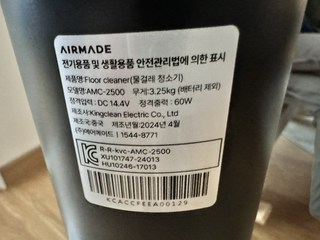 AIRMADE
전기용품 및 생활용품 안전관리법에 의한 표시
제품명:Floor cleaner(물걸레 청소기)
모델명:AMC-2500 무게:3.25kg (배터리 제외)
정격입력:DC 14.4V 정격출력:60W
제조사:Kingclean Electric Co., Ltd
제조국:중국 제조년월:2024년 4월
(주)에어메이드 | 1544-8771
R-R-kvc-AMC-2500
XU101747-24013
HU10246-17013
KCACCFEEA00129